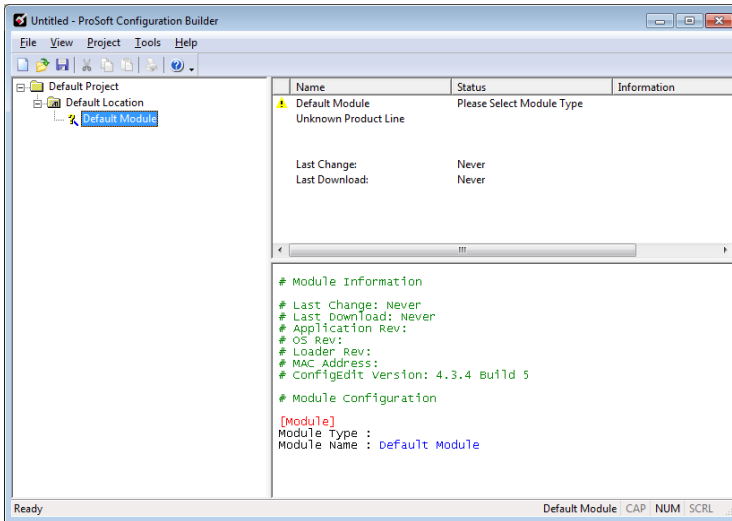 Untitled - ProSoft Configuration Builder
File View Project Tools Help
Default Project
Default Location
Default Module
Name Status Information
Default Module Please Select Module Type
Unknown Product Line
Last Change: Never
Last Download: Never
# Module Information
# Last Change: Never
# Last Download: Never
# Application Rev:
# OS Rev:
# Loader Rev:
# MAC Address:
# ConfigEdit Version: 4.3.4 Build 5
# Module Configuration
[Module]
Module Type :
Module Name : Default Module
Ready Default Module CAP NUM SCRL